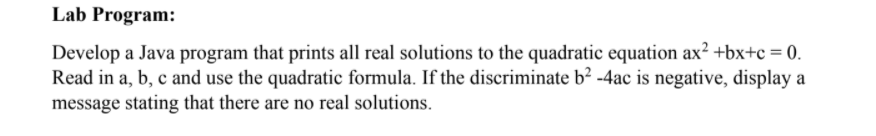 Lab Program:
Develop a Java program that prints all real solutions to the quadratic equation ax² +bx+c = 0.
Read in a, b, c and use the quadratic formula. If the discriminate b² -4ac is negative, display a
message stating that there are no real solutions.